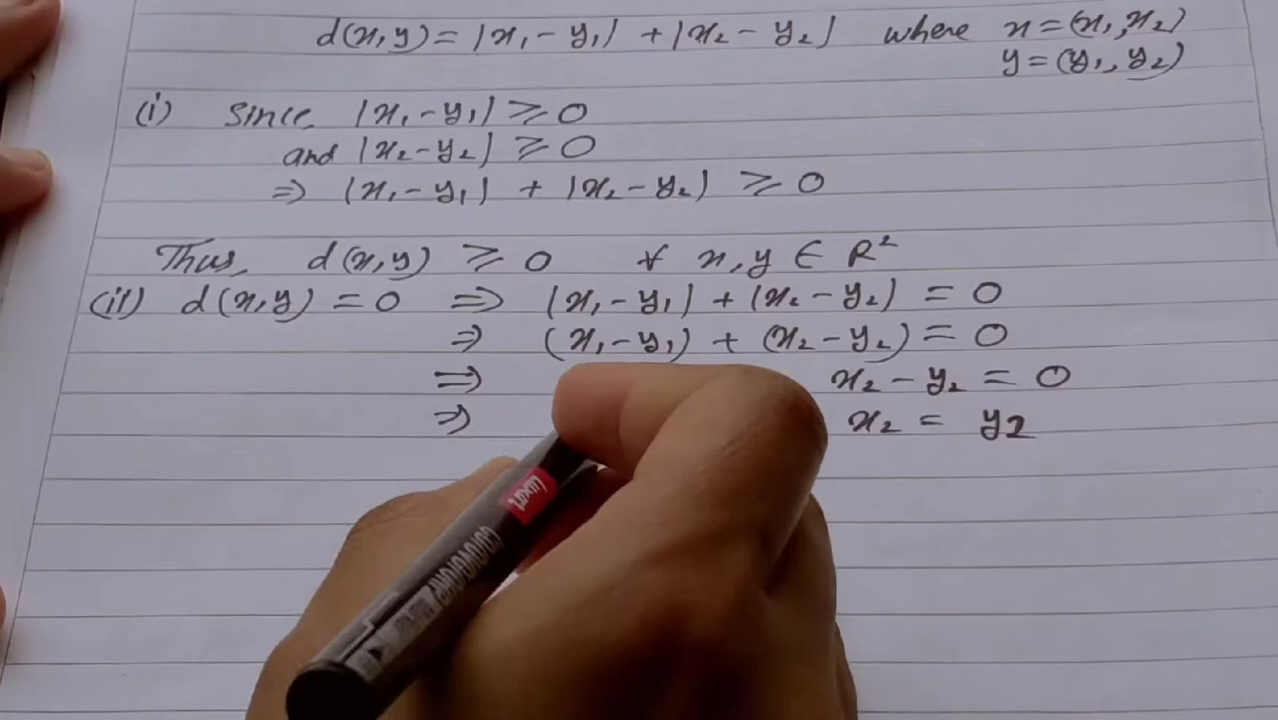 d(x,y) = |x₁ - y₁| + |x₂ - y₂| where x = (x₁, x₂)
y = (y₁, y₂)
(i) Since, |x₁ - y₁| ≥ 0
and |x₂ - y₂| ≥ 0
⇒ |x₁ - y₁| + |x₂ - y₂| ≥ 0
Thus, d(x,y) ≥ 0 ∀ x, y ∈ R²
(ii) d(x,y) = 0 ⇒ |x₁ - y₁| + |x₂ - y₂| = 0
⇒ (x₁ - y₁) + (x₂ - y₂) = 0
⇒ x₂ - y₂ = 0
⇒ x₂ = y₂
Luxor